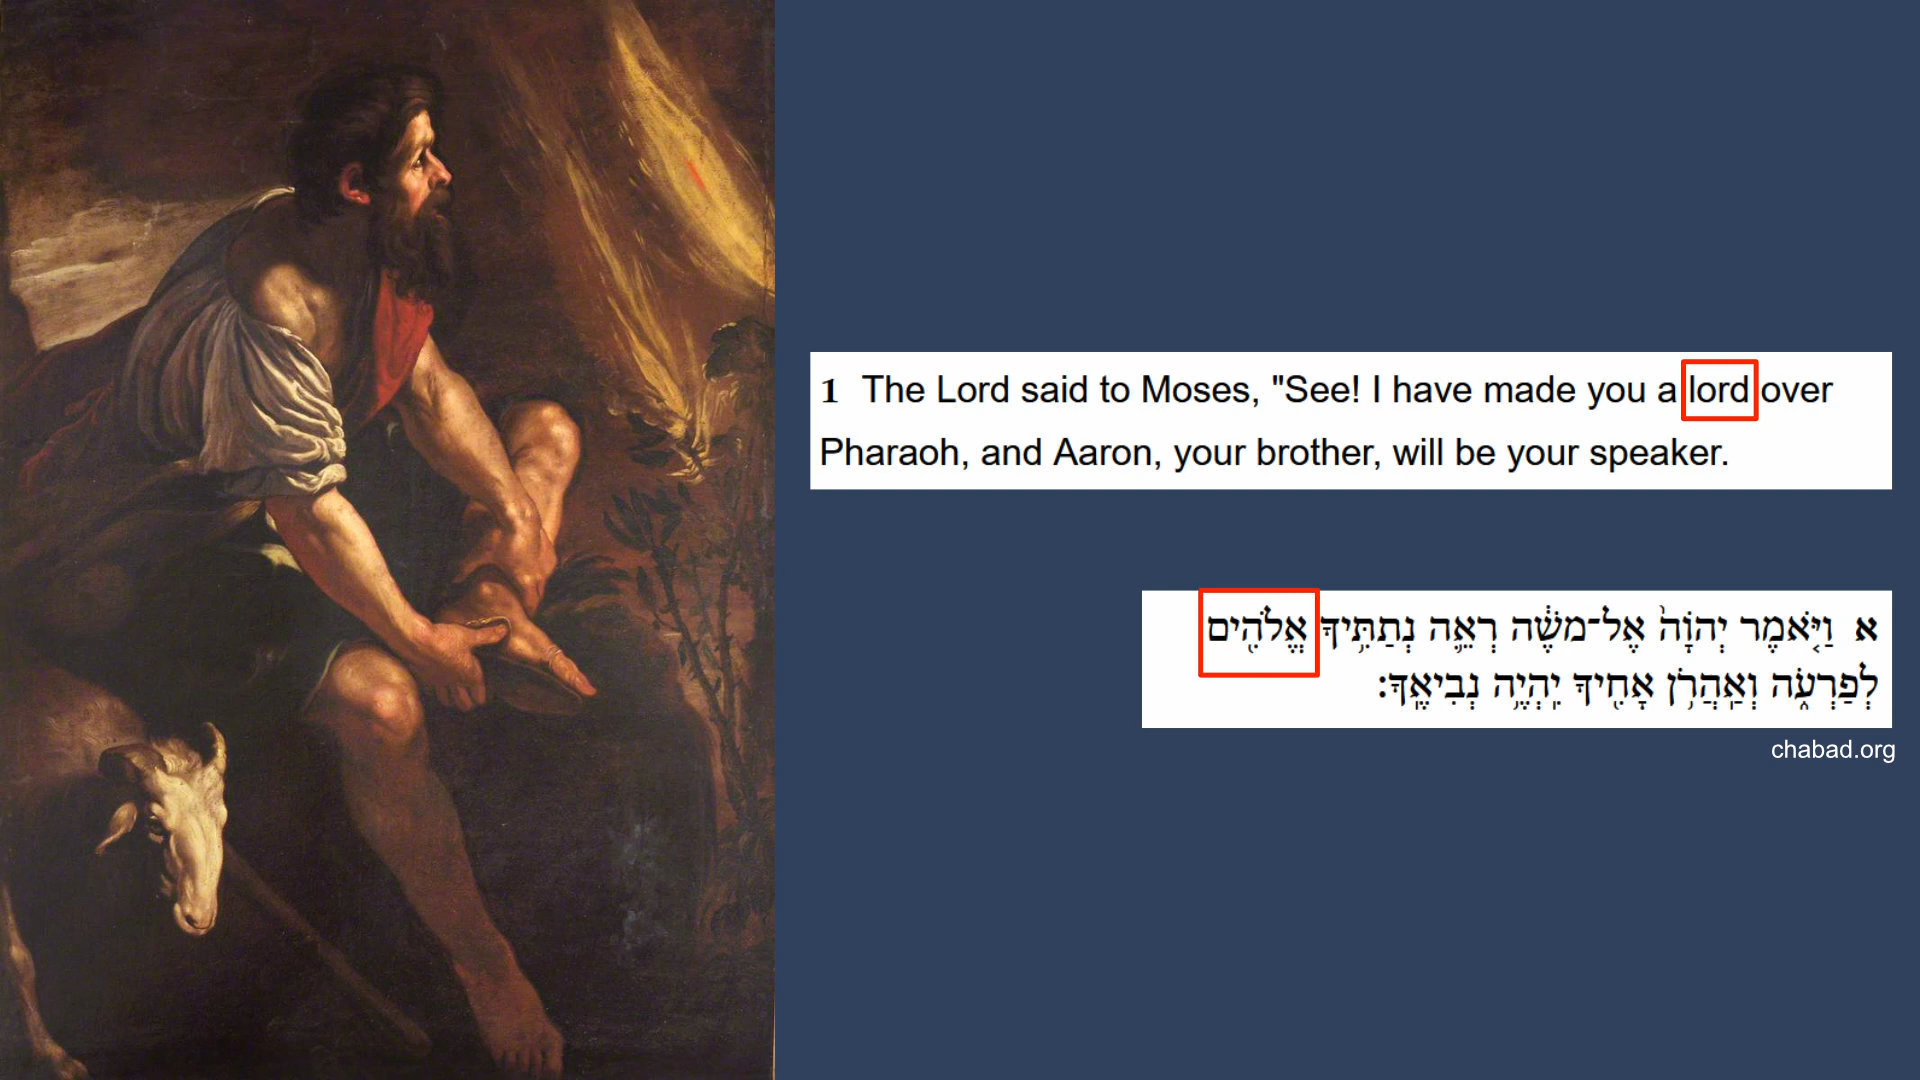 1 The Lord said to Moses, "See! I have made you a lord over
Pharaoh, and Aaron, your brother, will be your speaker.
א וַיֹּ֤אמֶר יְהֹוָה֙ אֶל־משֶׁ֔ה רְאֵ֛ה נְתַתִּ֥יךָ אֱלֹהִ֖ים
לְפַרְעֹ֑ה וְאַֽהֲרֹ֥ן אָחִ֖יךָ יִֽהְיֶ֥ה נְבִיאֶֽךָ:
chabad.org